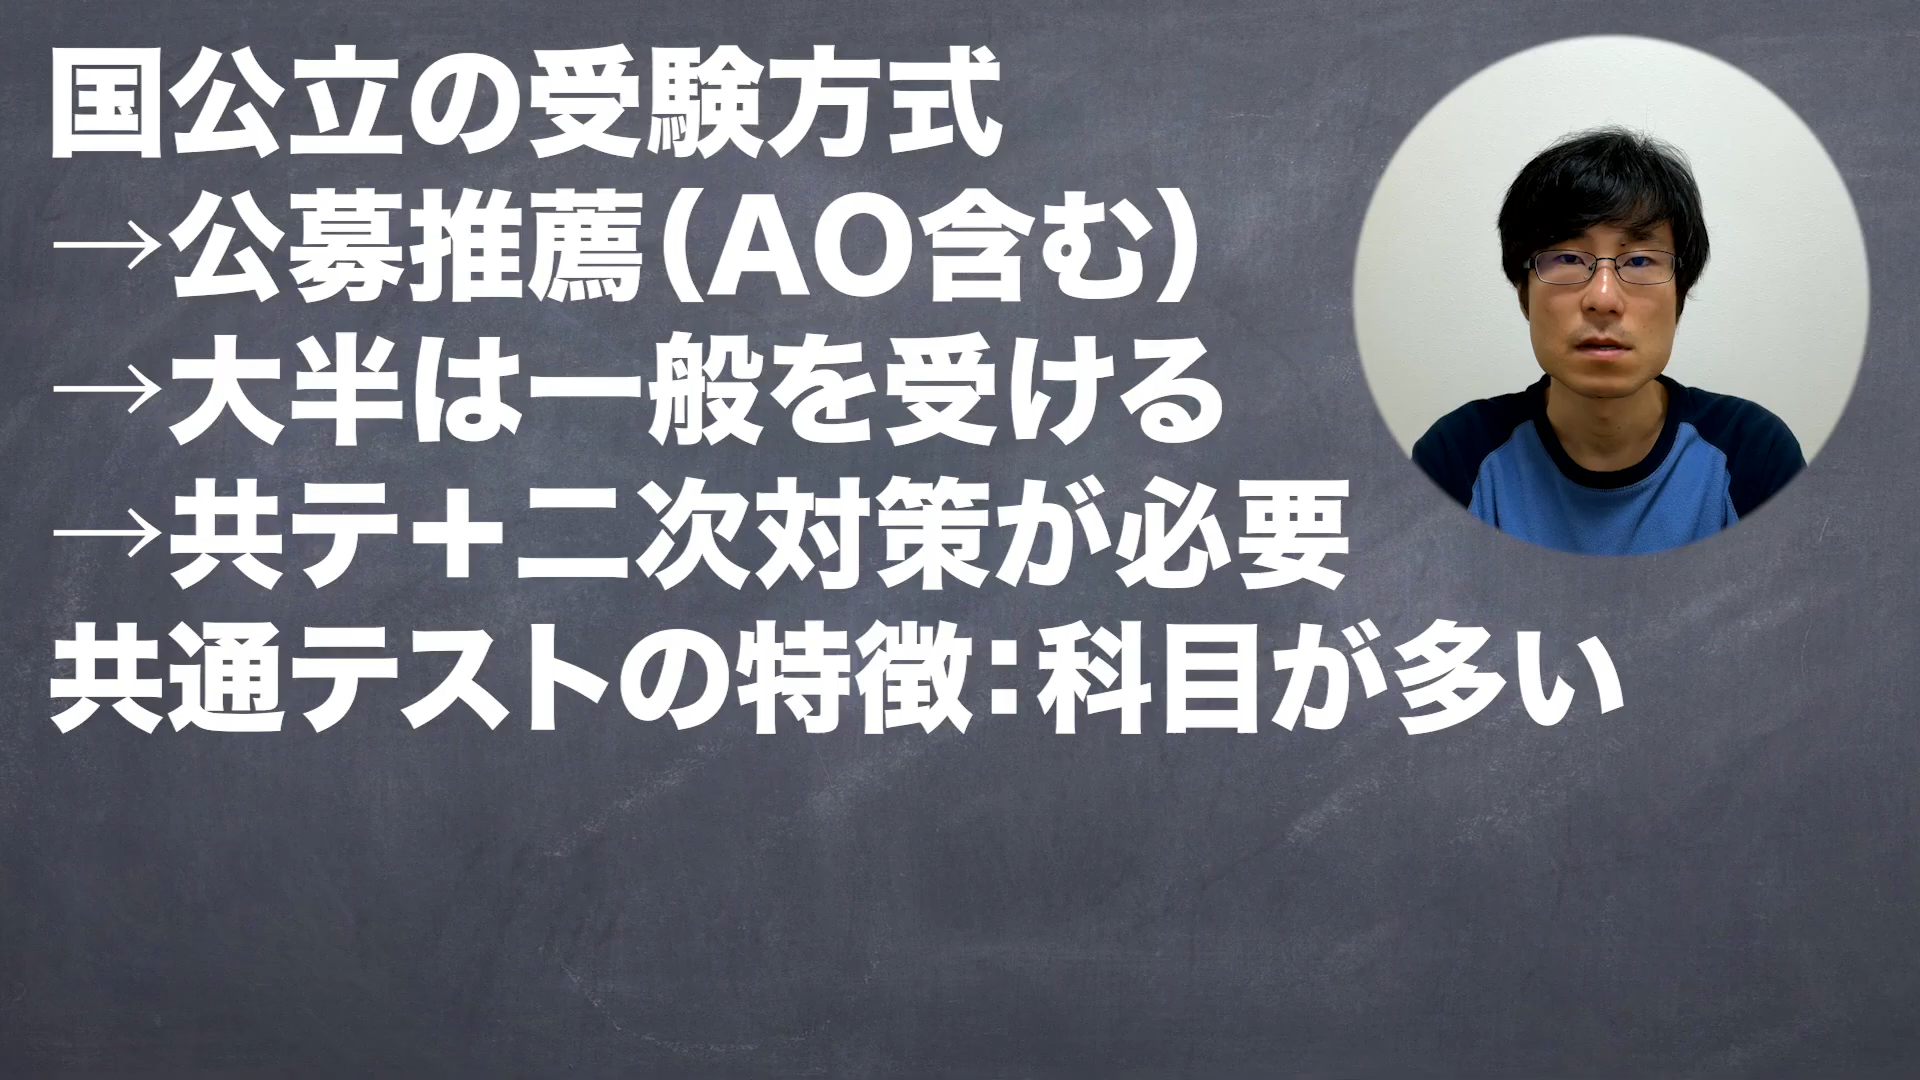 国公立の受験方式
→公募推薦（AO含む）
→大半は一般を受ける
→共テ＋二次対策が必要
共通テストの特徴：科目が多い